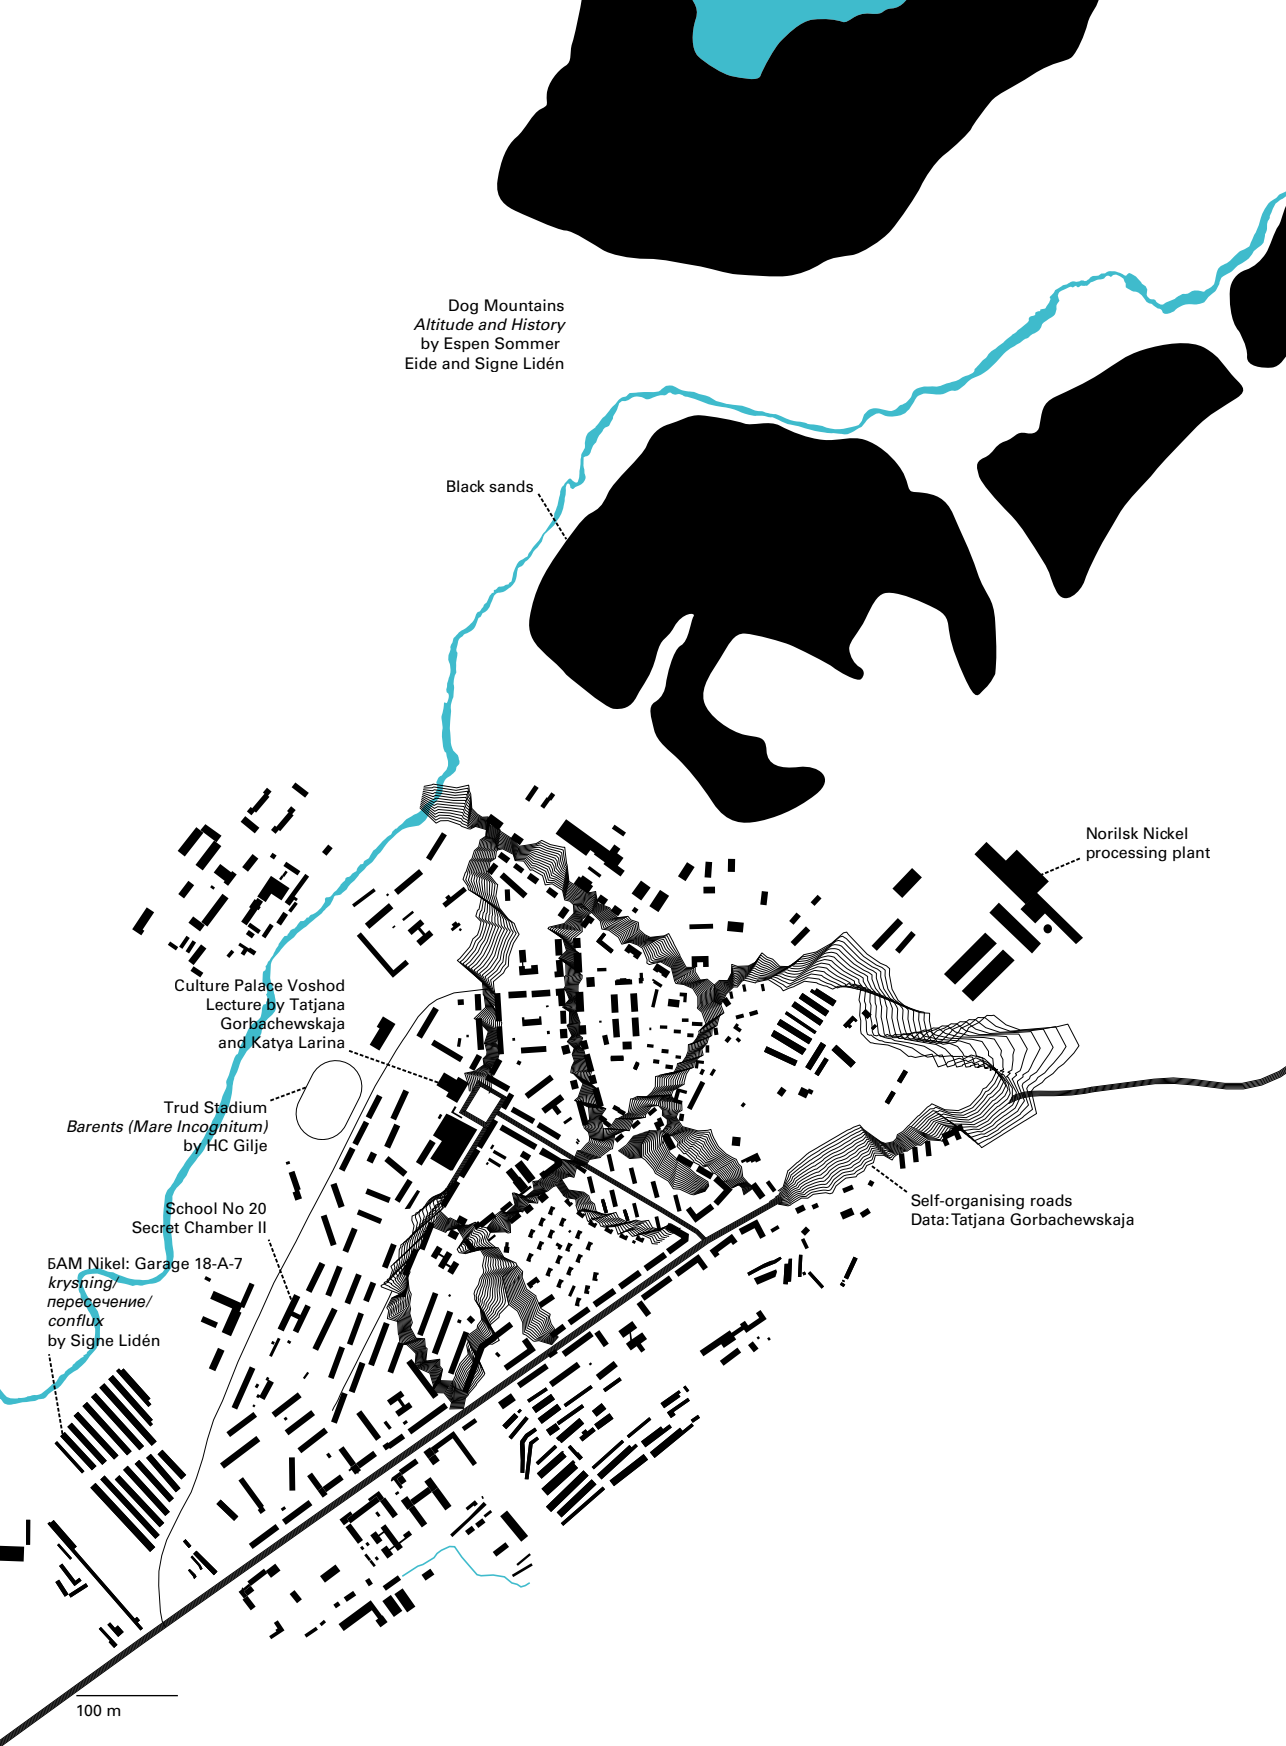 Dog Mountains
Altitude and History
by Espen Sommer
Eide and Signe Lidén
Black sands
Norilsk Nickel
processing plant
Culture Palace Voshod
Lecture by Tatjana
Gorbachewskaja
and Katya Larina
Trud Stadium
Barents (Mare Incognitum)
by HC Gilje
School No 20
Secret Chamber II
Self-organising roads
Data: Tatjana Gorbachewskaja
БАМ Nikel: Garage 18-A-7
krysning/
пересечение/
conflux
by Signe Lidén
100 m